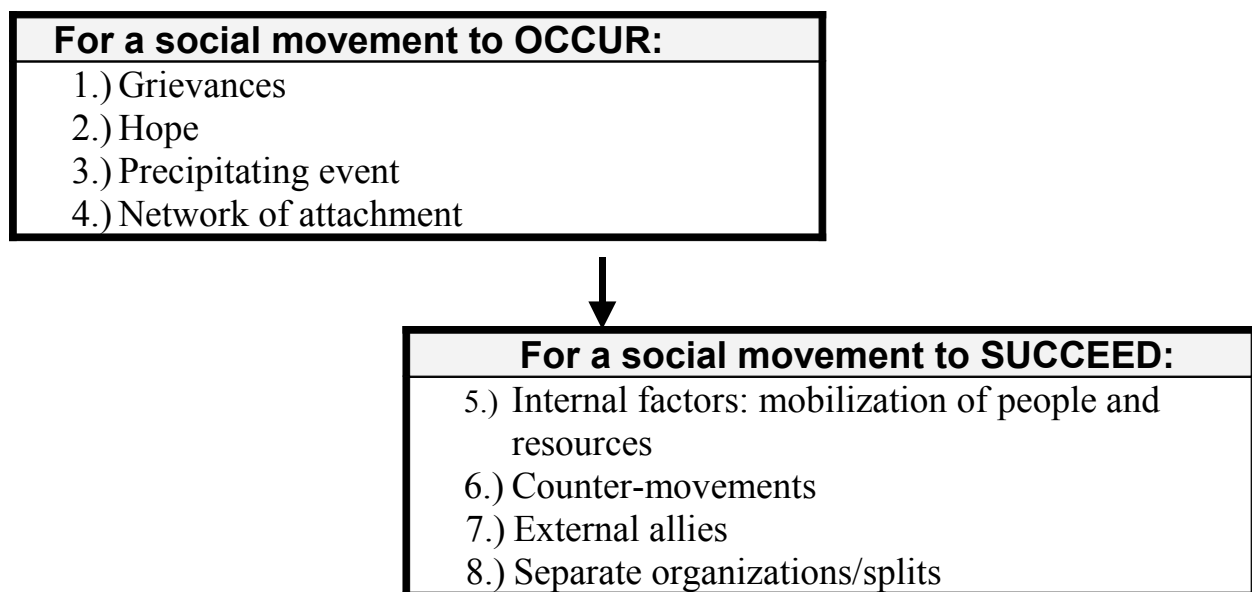 For a social movement to OCCUR:
1.) Grievances
2.) Hope
3.) Precipitating event
4.) Network of attachment
For a social movement to SUCCEED:
5.) Internal factors: mobilization of people and
resources
6.) Counter-movements
7.) External allies
8.) Separate organizations/splits